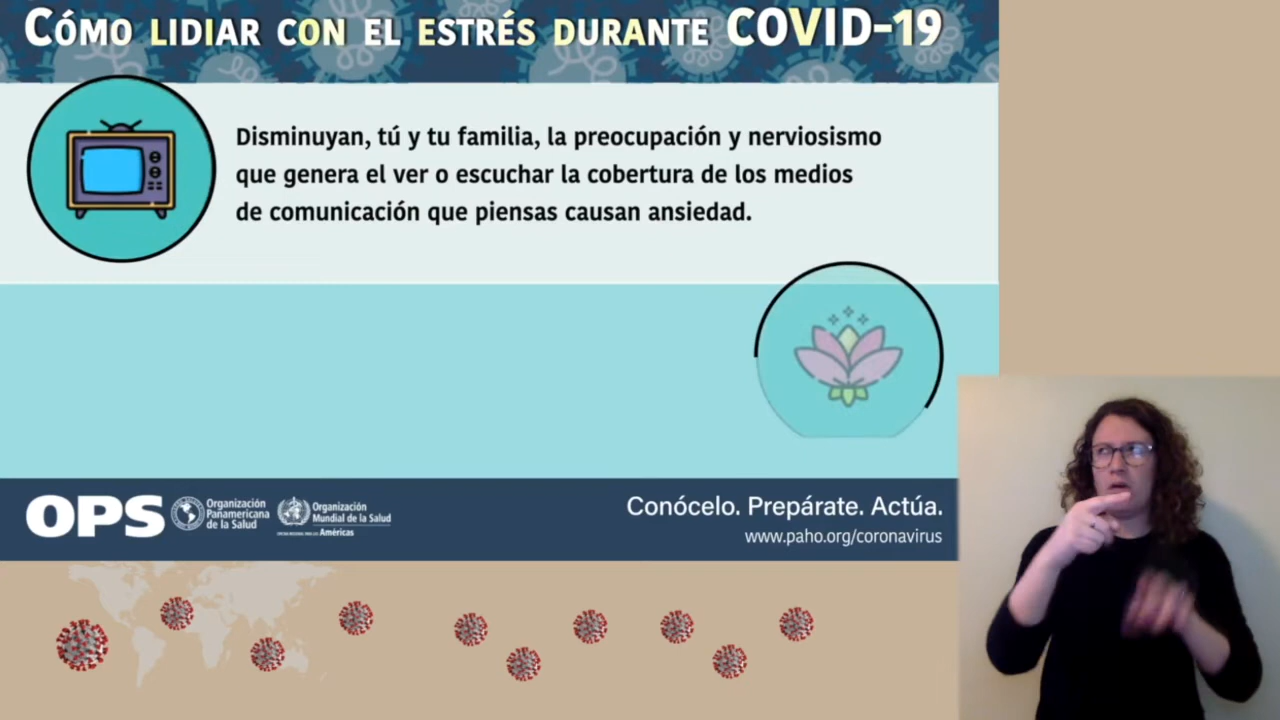 CÓMO LIDIAR CON EL ESTRÉS DURANTE COVID-19
Disminuyan, tú y tu familia, la preocupación y nerviosismo
que genera el ver o escuchar la cobertura de los medios
de comunicación que piensas causan ansiedad.
OPS
Organización
Panamericana
de la Salud
Organización
Mundial de la Salud
Américas
Conócelo. Prepárate. Actúa.
www.paho.org/coronavirus